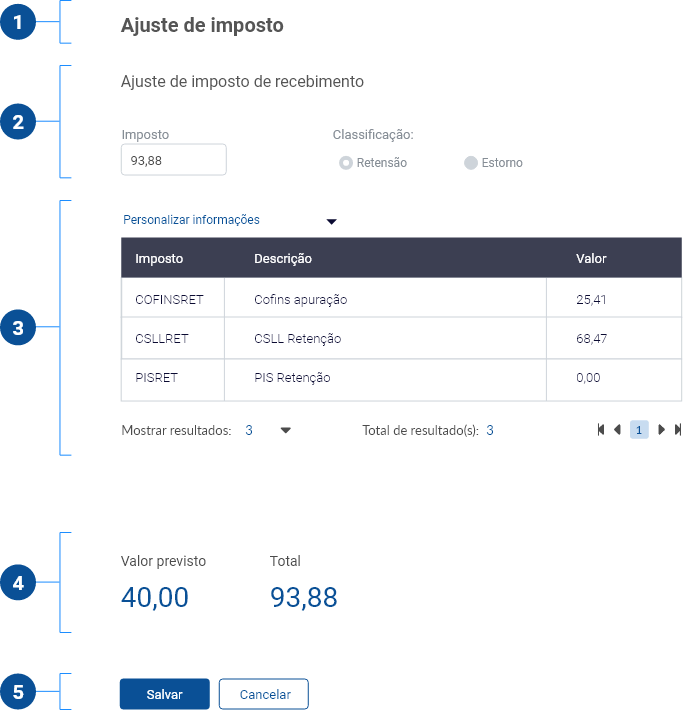 1
Ajuste de imposto
2
Ajuste de imposto de recebimento
Imposto Classificação:
93,88 Retensão Estorno
3
Personalizar informações
Imposto Descrição Valor
COFINSRET Cofins apuração 25,41
CSLLRET CSLL Retenção 68,47
PISRET PIS Retenção 0,00
Mostrar resultados: 3 Total de resultado(s): 3 1
4
Valor previsto Total
40,00 93,88
5
Salvar Cancelar